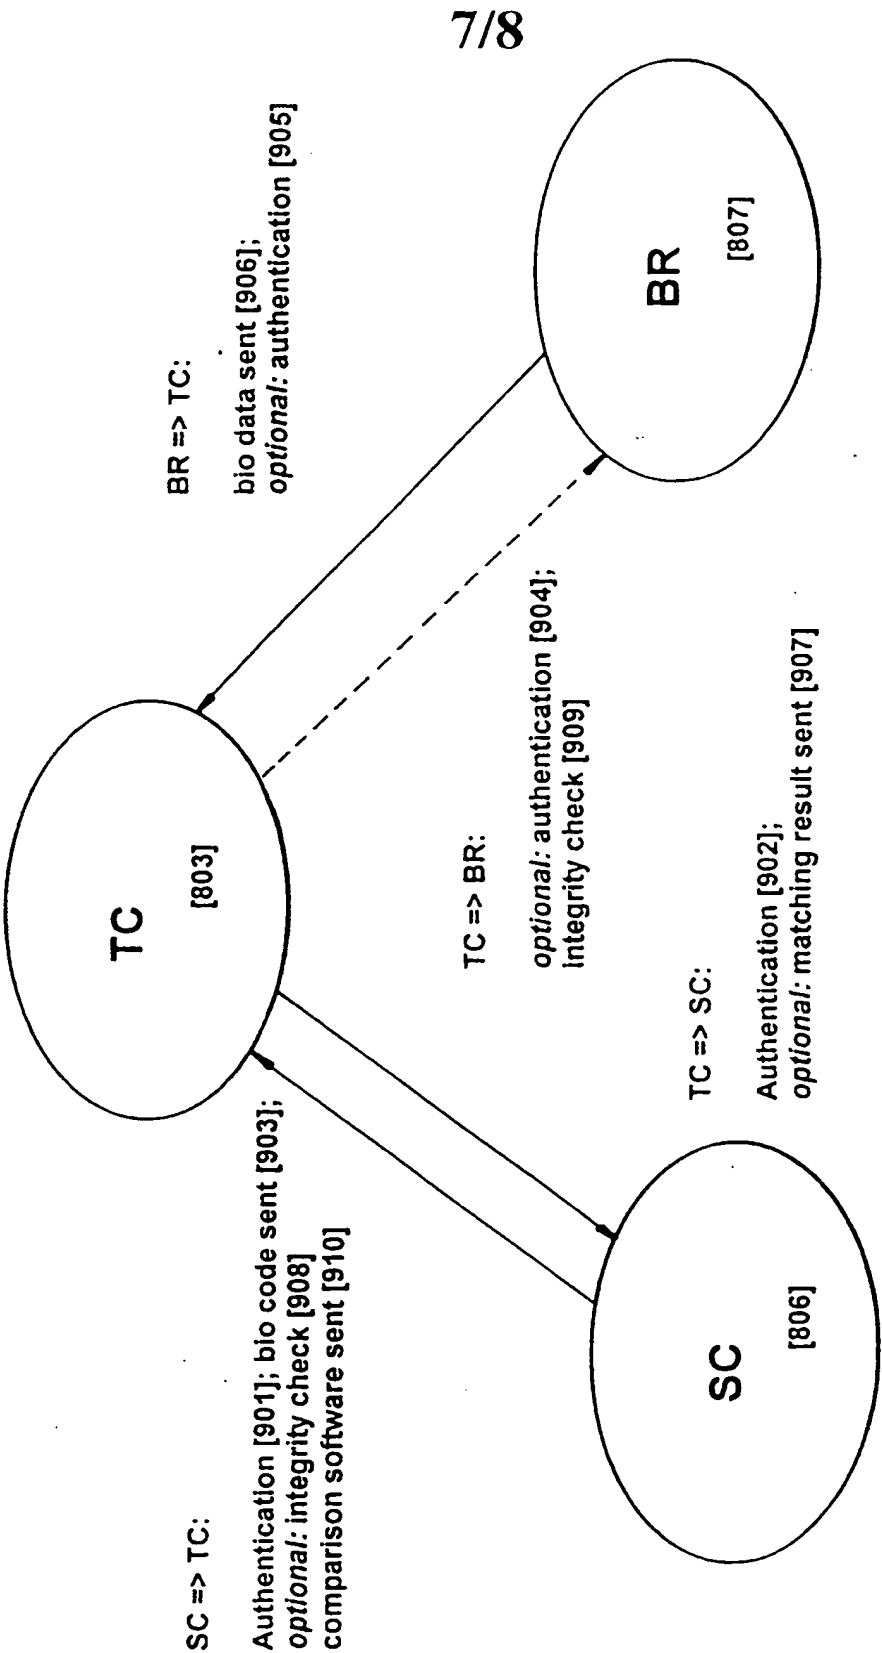 7/8
TC
[803]
SC => TC:
Authentication [901]; bio code sent [903];
optional: integrity check [908]
comparison software sent [910]
BR => TC:
bio data sent [906];
optional: authentication [905]
TC => BR:
optional: authentication [904];
integrity check [909]
TC => SC:
Authentication [902];
optional: matching result sent [907]
SC
[806]
BR
[807]